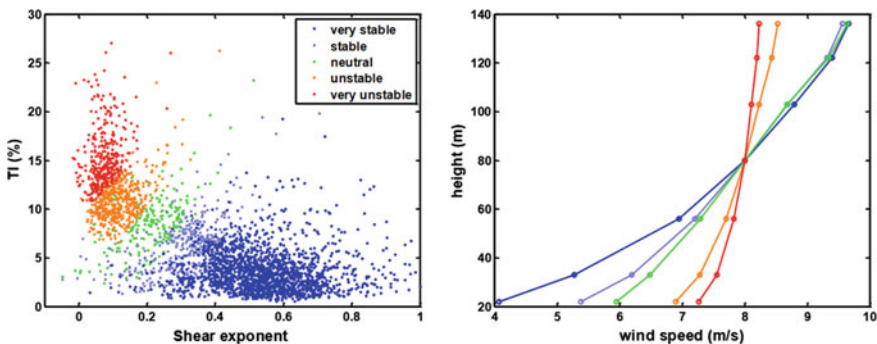 30
25
20
15
10
5
0
TI (%)
0 0.2 0.4 0.6 0.8 1
Shear exponent
very stable
stable
neutral
unstable
very unstable
140
120
100
80
60
40
20
height (m)
4 5 6 7 8 9 10
wind speed (m/s)